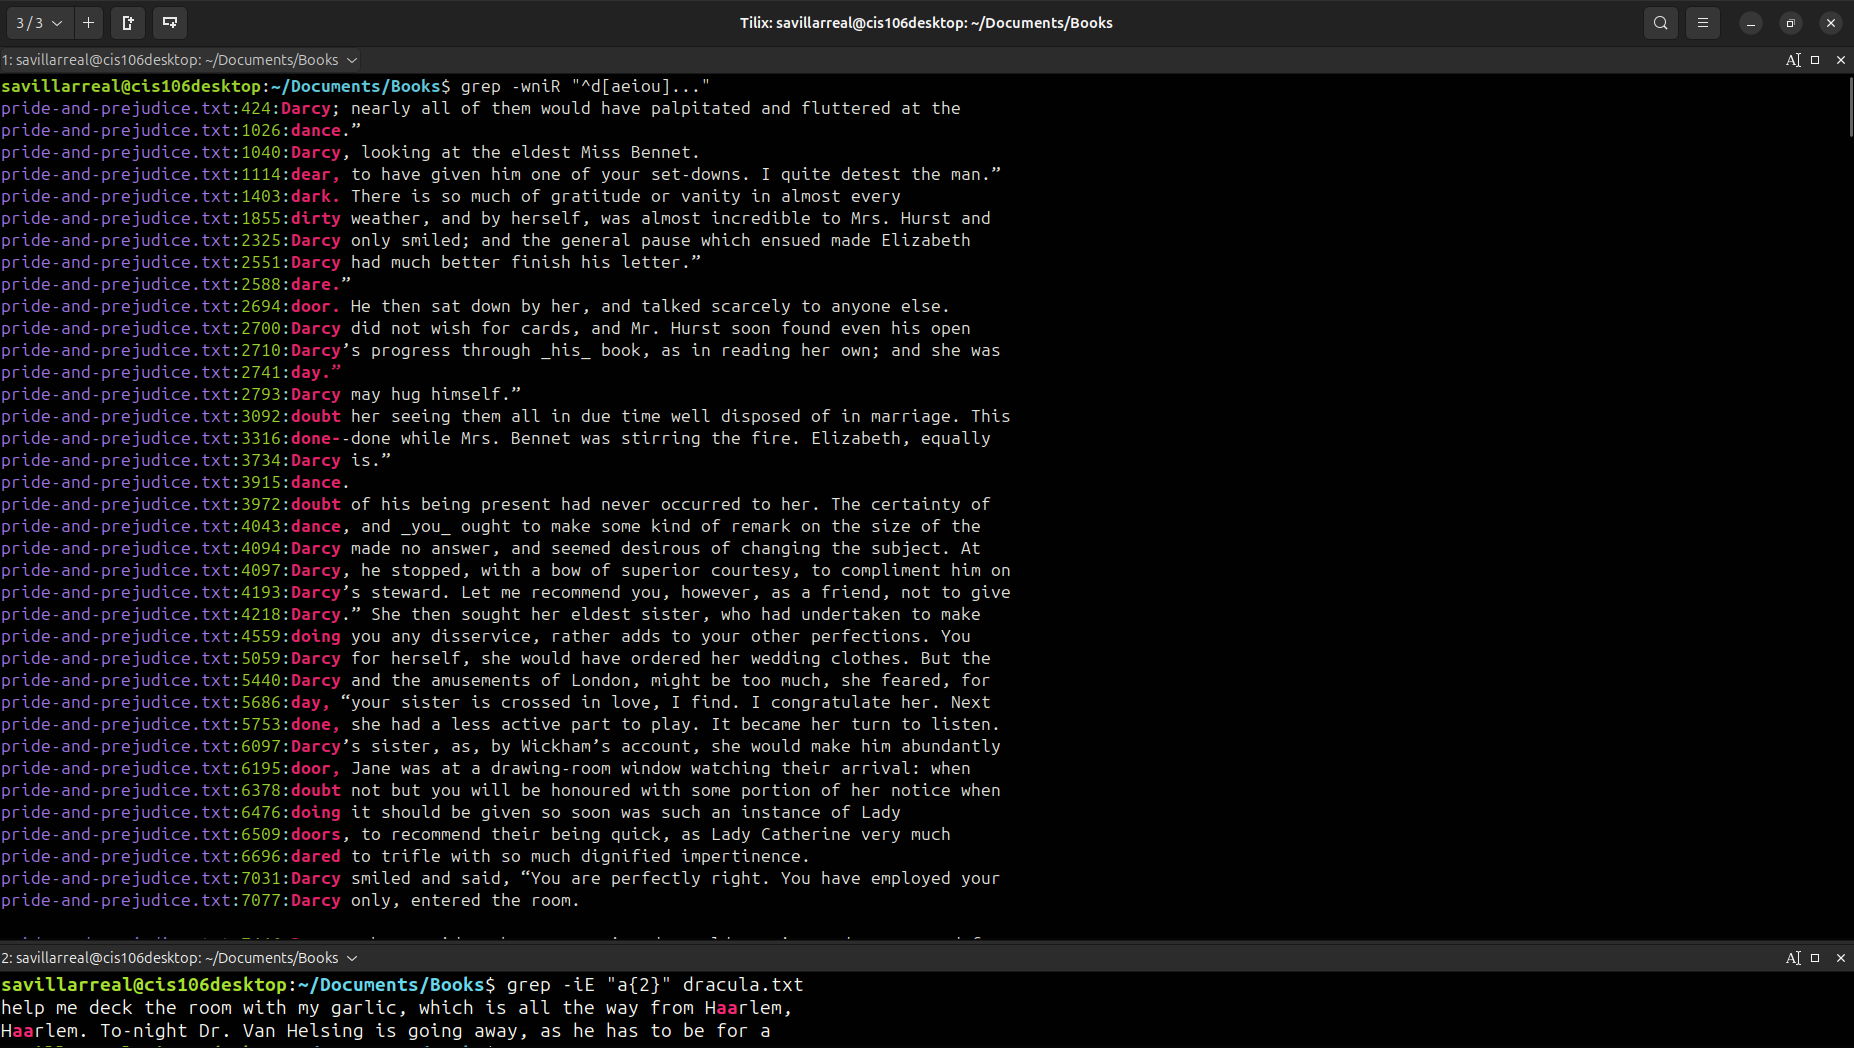 3 / 3
Tilix: savillarreal@cis106desktop: ~/Documents/Books
1: savillarreal@cis106desktop: ~/Documents/Books
savillarreal@cis106desktop:~/Documents/Books$ grep -wniR "^d[aeiou]..."
pride-and-prejudice.txt:424:Darcy; nearly all of them would have palpitated and fluttered at the
pride-and-prejudice.txt:1026:dance.”
pride-and-prejudice.txt:1040:Darcy, looking at the eldest Miss Bennet.
pride-and-prejudice.txt:1114:dear, to have given him one of your set-downs. I quite detest the man.”
pride-and-prejudice.txt:1403:dark. There is so much of gratitude or vanity in almost every
pride-and-prejudice.txt:1855:dirty weather, and by herself, was almost incredible to Mrs. Hurst and
pride-and-prejudice.txt:2325:Darcy only smiled; and the general pause which ensued made Elizabeth
pride-and-prejudice.txt:2551:Darcy had much better finish his letter.”
pride-and-prejudice.txt:2588:dare.”
pride-and-prejudice.txt:2694:door. He then sat down by her, and talked scarcely to anyone else.
pride-and-prejudice.txt:2700:Darcy did not wish for cards, and Mr. Hurst soon found even his open
pride-and-prejudice.txt:2710:Darcy’s progress through _his_ book, as in reading her own; and she was
pride-and-prejudice.txt:2741:day.”
pride-and-prejudice.txt:2793:Darcy may hug himself.”
pride-and-prejudice.txt:3092:doubt her seeing them all in due time well disposed of in marriage. This
pride-and-prejudice.txt:3316:done--done while Mrs. Bennet was stirring the fire. Elizabeth, equally
pride-and-prejudice.txt:3734:Darcy is.”
pride-and-prejudice.txt:3915:dance.
pride-and-prejudice.txt:3972:doubt of his being present had never occurred to her. The certainty of
pride-and-prejudice.txt:4043:dance, and _you_ ought to make some kind of remark on the size of the
pride-and-prejudice.txt:4094:Darcy made no answer, and seemed desirous of changing the subject. At
pride-and-prejudice.txt:4097:Darcy, he stopped, with a bow of superior courtesy, to compliment him on
pride-and-prejudice.txt:4193:Darcy’s steward. Let me recommend you, however, as a friend, not to give
pride-and-prejudice.txt:4218:Darcy.” She then sought her eldest sister, who had undertaken to make
pride-and-prejudice.txt:4559:doing you any disservice, rather adds to your other perfections. You
pride-and-prejudice.txt:5059:Darcy for herself, she would have ordered her wedding clothes. But the
pride-and-prejudice.txt:5440:Darcy and the amusements of London, might be too much, she feared, for
pride-and-prejudice.txt:5686:day, “your sister is crossed in love, I find. I congratulate her. Next
pride-and-prejudice.txt:5753:done, she had a less active part to play. It became her turn to listen.
pride-and-prejudice.txt:6097:Darcy’s sister, as, by Wickham’s account, she would make him abundantly
pride-and-prejudice.txt:6195:door, Jane was at a drawing-room window watching their arrival: when
pride-and-prejudice.txt:6378:doubt not but you will be honoured with some portion of her notice when
pride-and-prejudice.txt:6476:doing it should be given so soon was such an instance of Lady
pride-and-prejudice.txt:6509:doors, to recommend their being quick, as Lady Catherine very much
pride-and-prejudice.txt:6696:dared to trifle with so much dignified impertinence.
pride-and-prejudice.txt:7031:Darcy smiled and said, “You are perfectly right. You have employed your
pride-and-prejudice.txt:7077:Darcy only, entered the room.
2: savillarreal@cis106desktop: ~/Documents/Books
savillarreal@cis106desktop:~/Documents/Books$ grep -iE "a{2}" dracula.txt
help me deck the room with my garlic, which is all the way from Haarlem,
Haarlem. To-night Dr. Van Helsing is going away, as he has to be for a